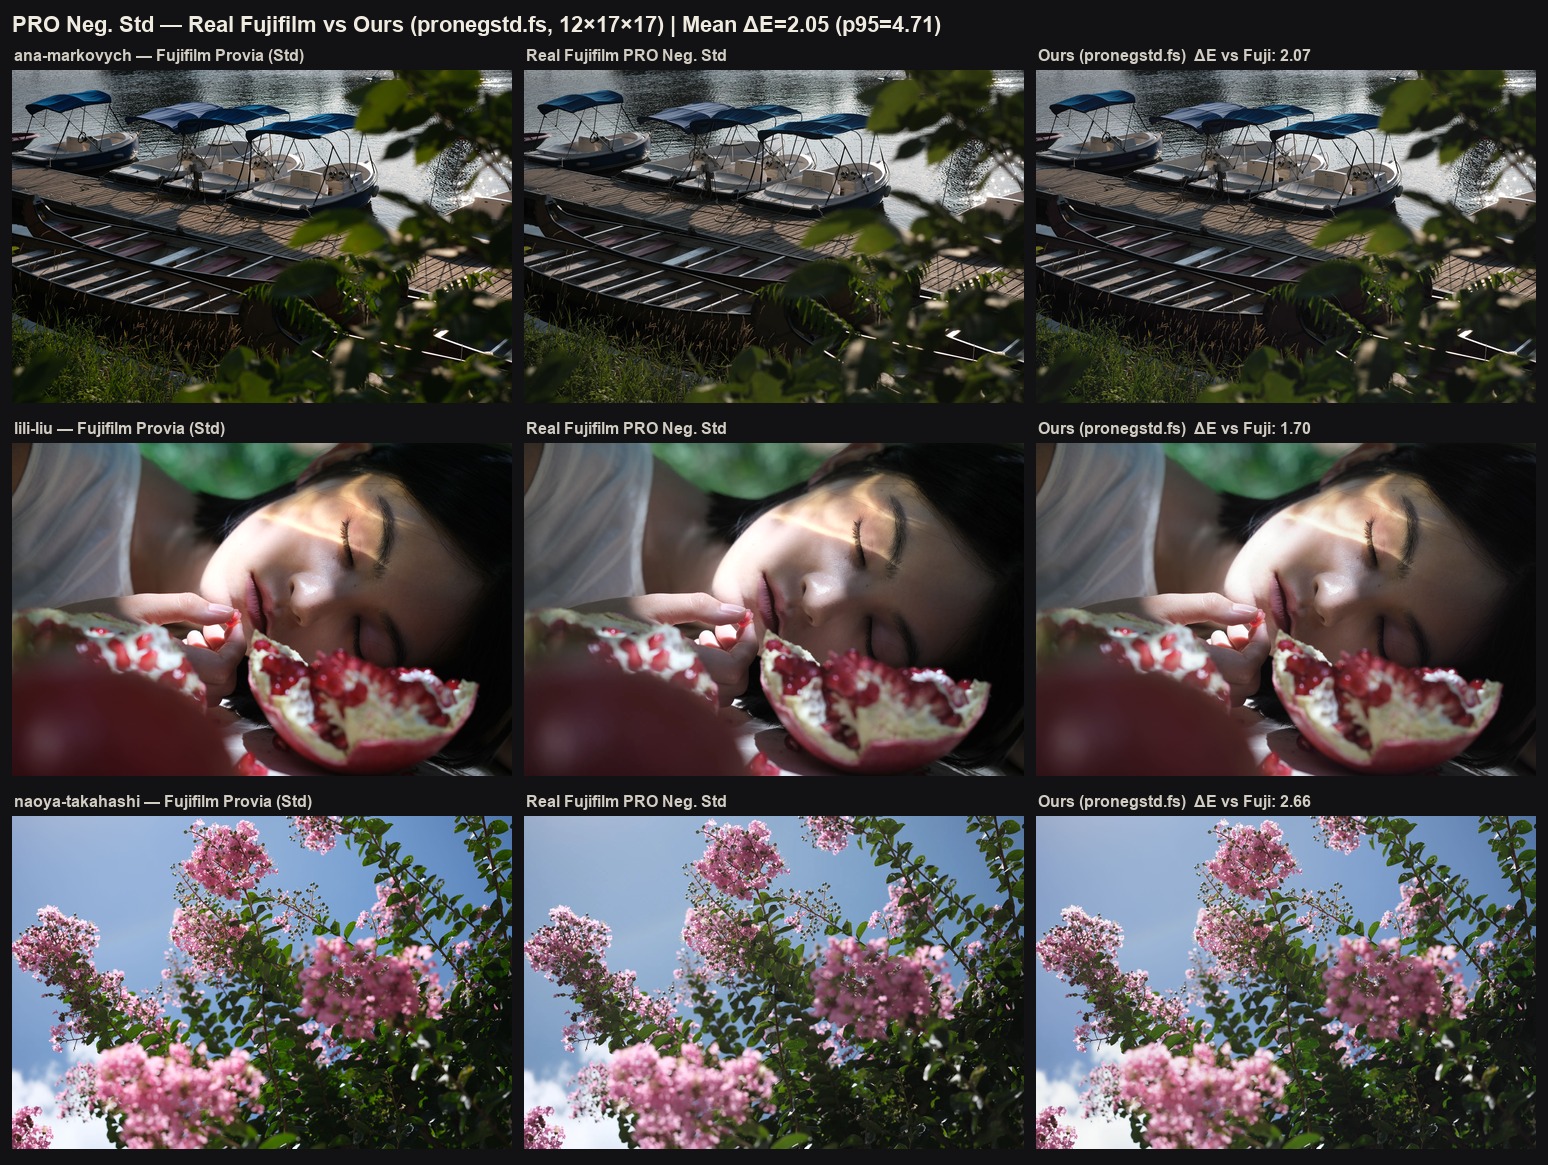 PRO Neg. Std — Real Fujifilm vs Ours (pronegstd.fs, 12×17×17) | Mean ΔE=2.05 (p95=4.71)
ana-markovych — Fujifilm Provia (Std)
Real Fujifilm PRO Neg. Std
Ours (pronegstd.fs)  ΔE vs Fuji: 2.07
lili-liu — Fujifilm Provia (Std)
Real Fujifilm PRO Neg. Std
Ours (pronegstd.fs)  ΔE vs Fuji: 1.70
naoya-takahashi — Fujifilm Provia (Std)
Real Fujifilm PRO Neg. Std
Ours (pronegstd.fs)  ΔE vs Fuji: 2.66